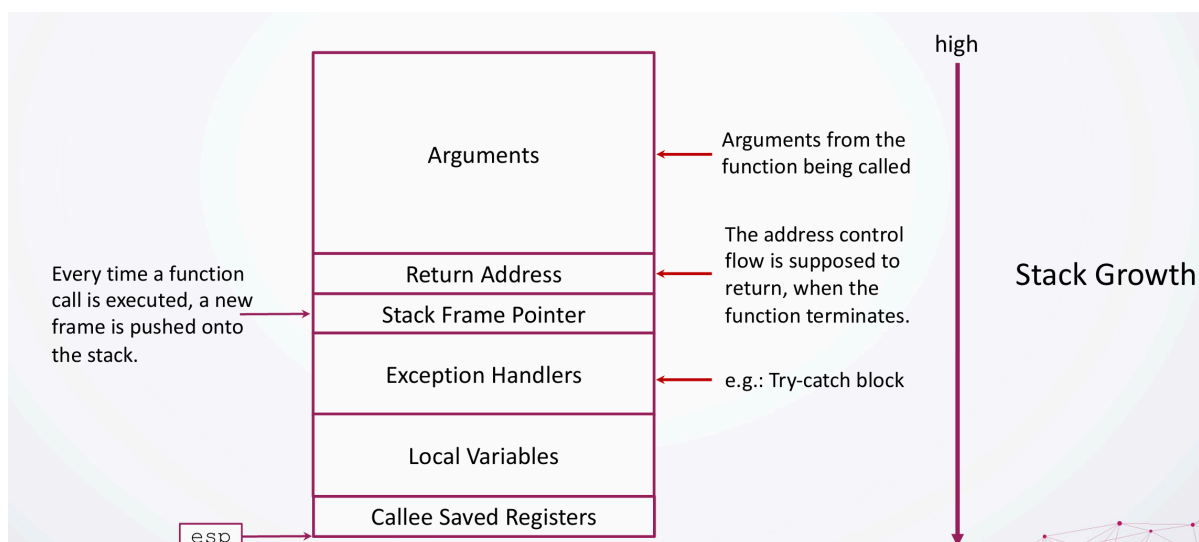 high
Arguments
Arguments from the
function being called
Return Address
The address control
flow is supposed to
return, when the
function terminates.
Stack Growth
Every time a function
call is executed, a new
frame is pushed onto
the stack.
Stack Frame Pointer
Exception Handlers
e.g.: Try-catch block
Local Variables
Callee Saved Registers
esp